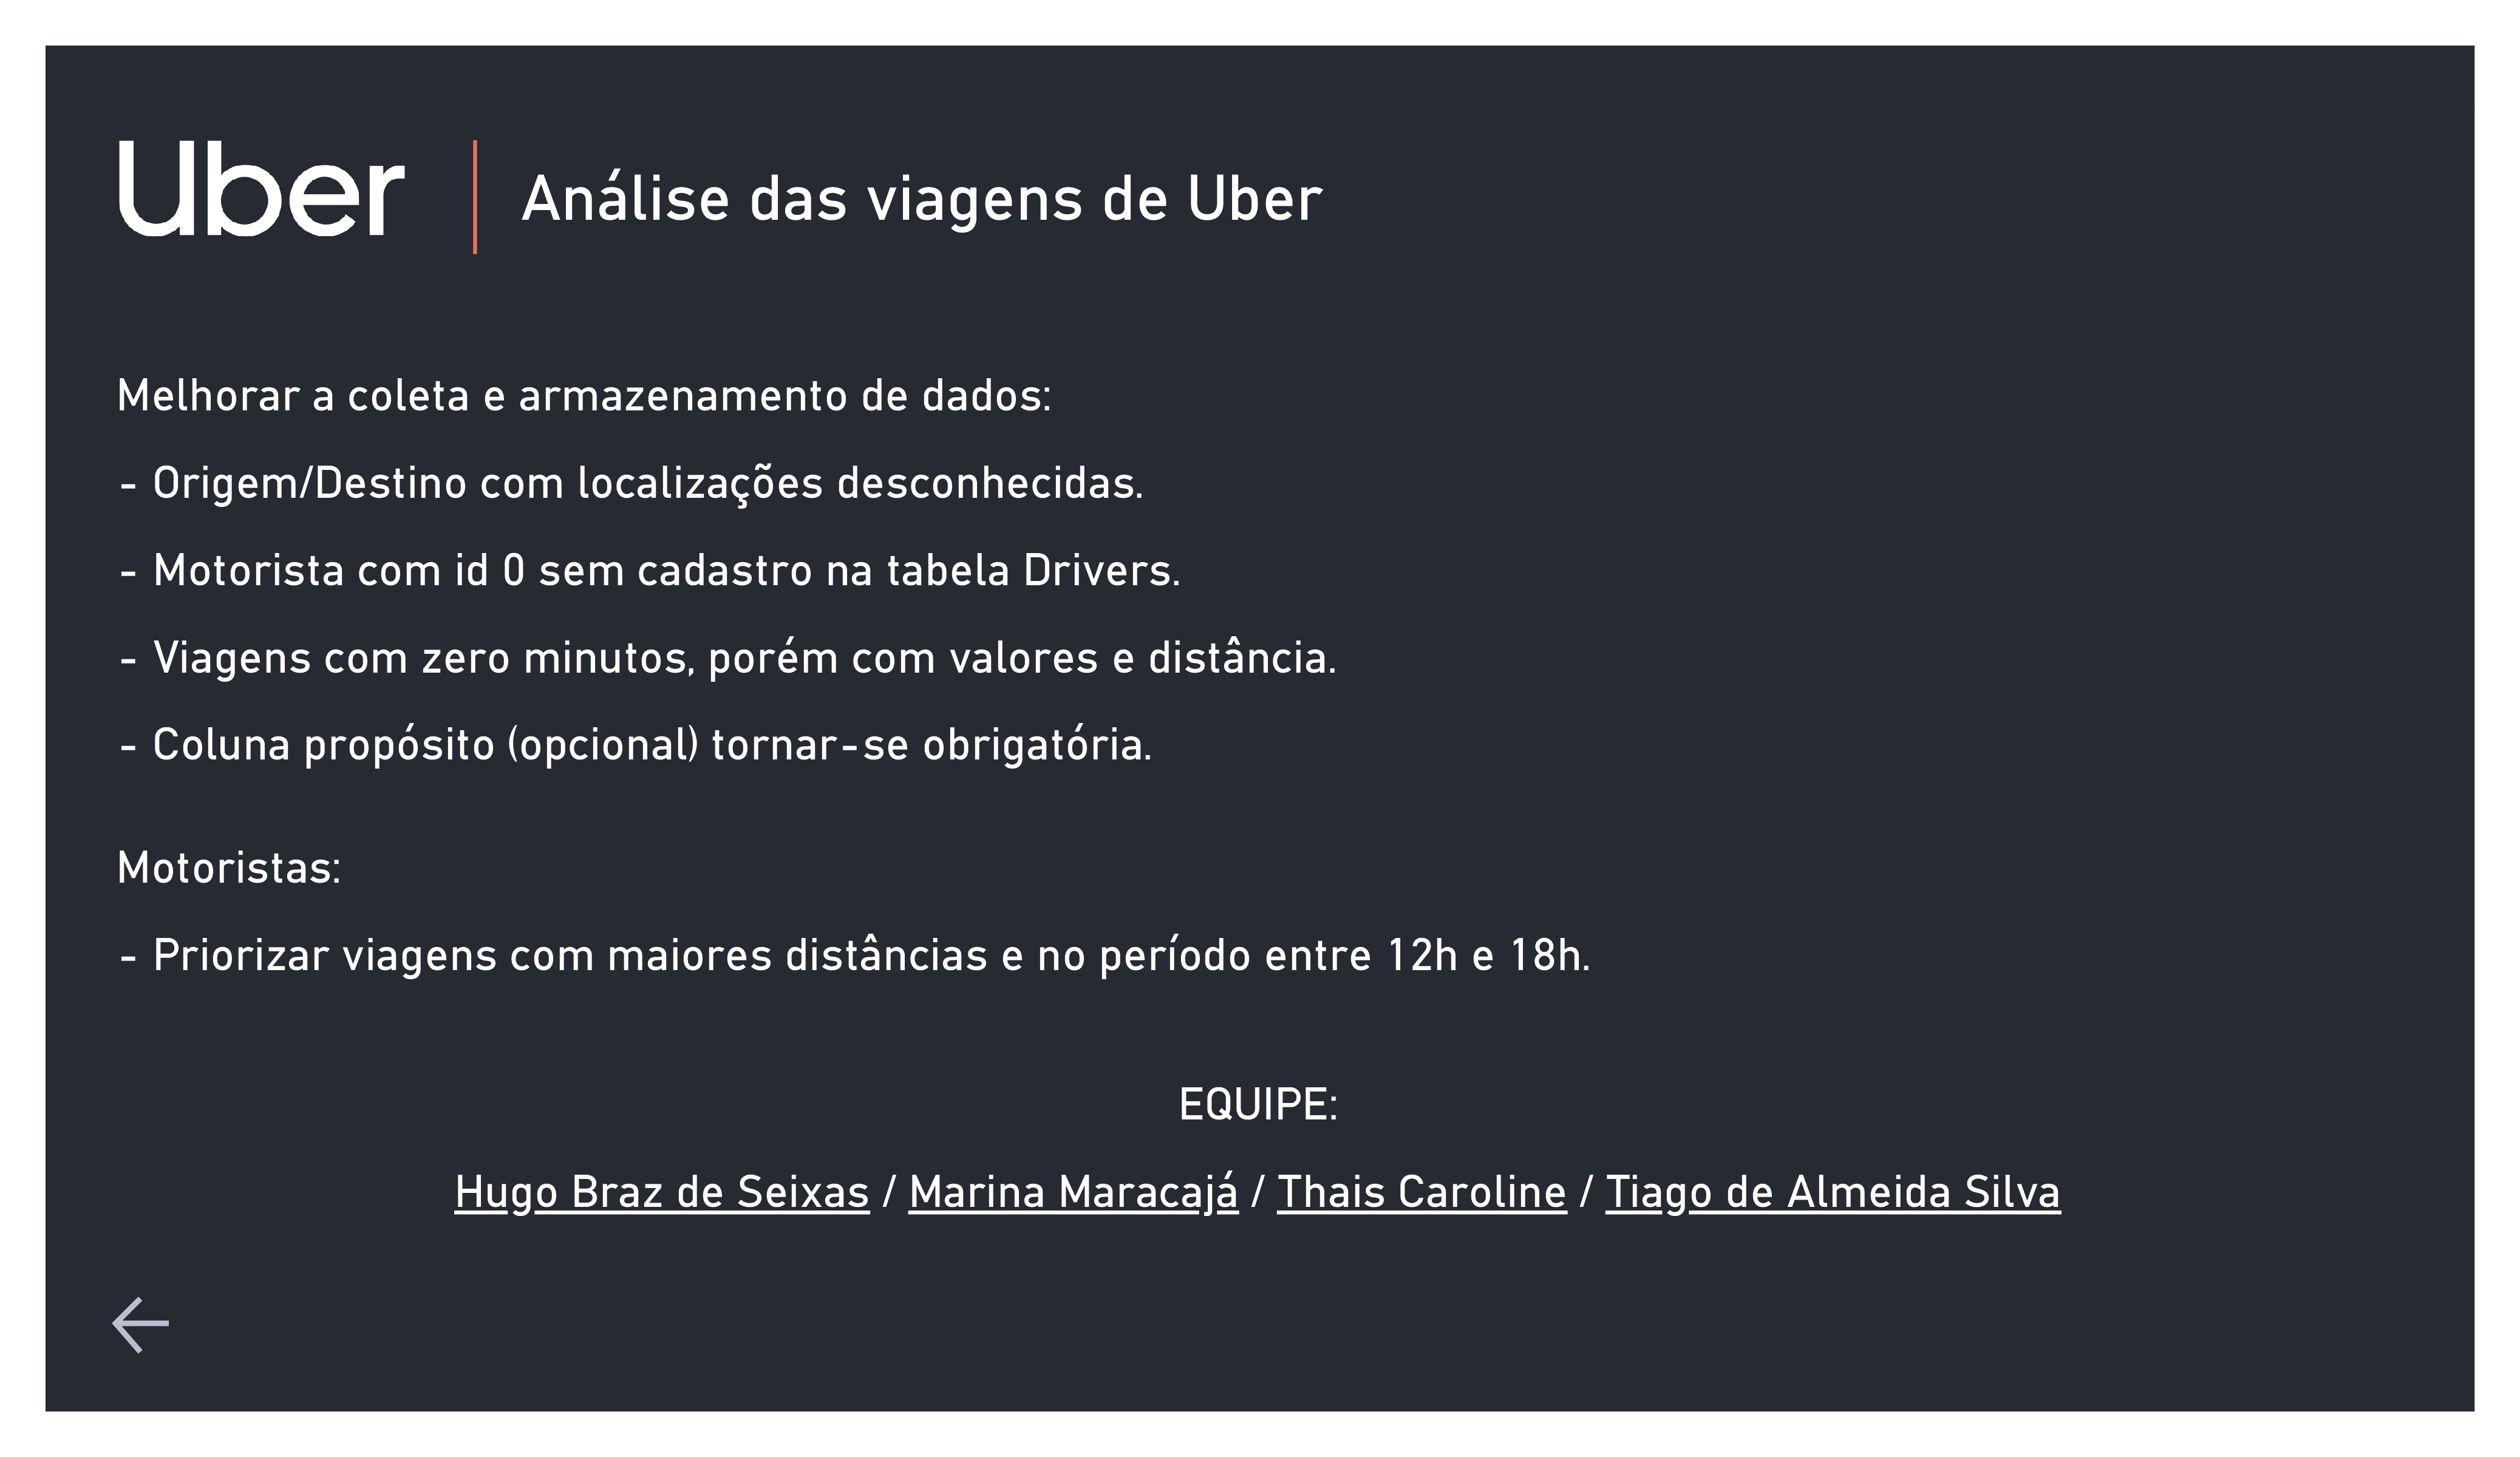 Uber
Análise das viagens de Uber
Melhorar a coleta e armazenamento de dados:
- Origem/Destino com localizações desconhecidas.
- Motorista com id 0 sem cadastro na tabela Drivers.
- Viagens com zero minutos, porém com valores e distância.
- Coluna propósito (opcional) tornar-se obrigatória.
Motoristas:
- Priorizar viagens com maiores distâncias e no período entre 12h e 18h.
EQUIPE:
Hugo Braz de Seixas / Marina Maracajá / Thais Caroline / Tiago de Almeida Silva